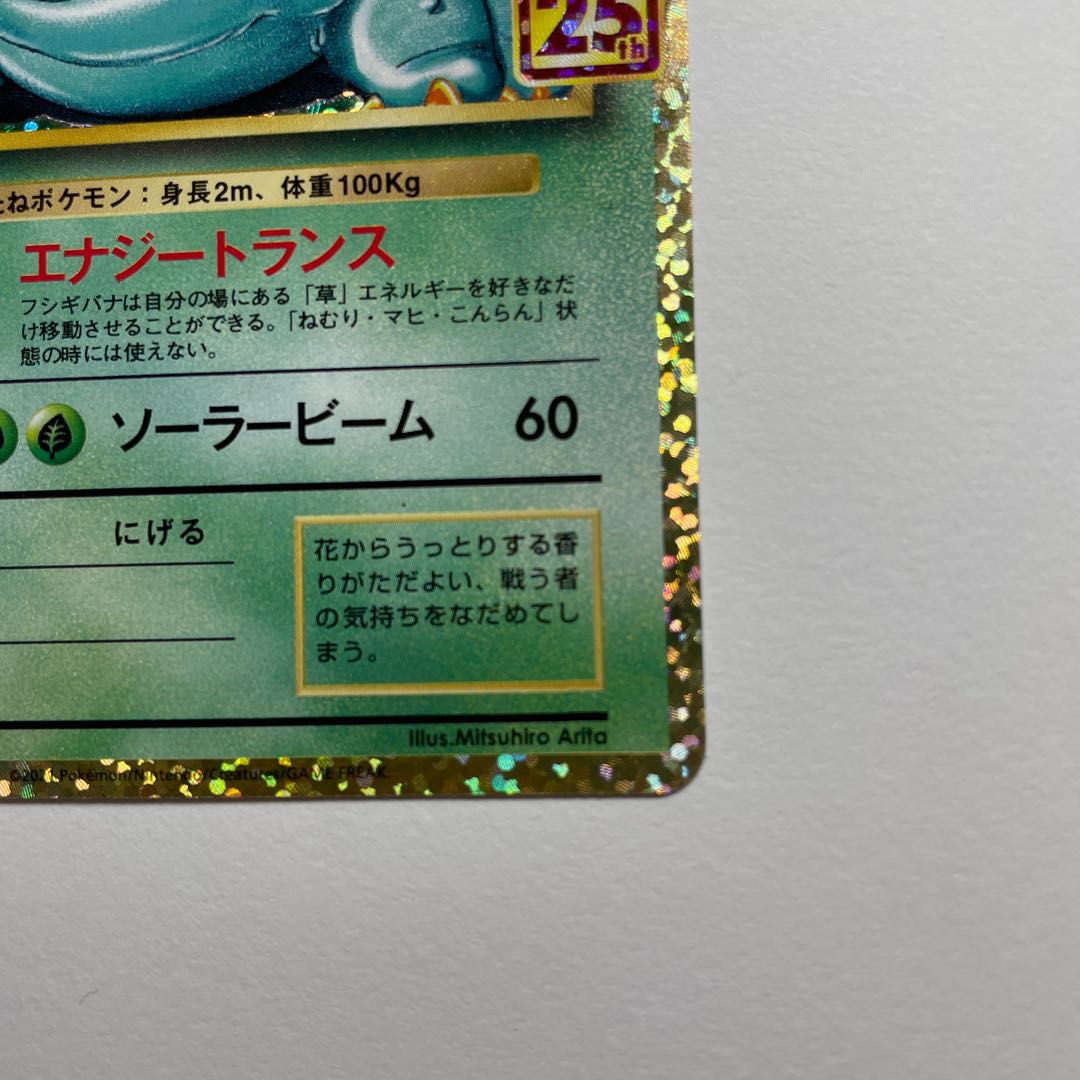 25th
ねポケモン：身長2m、体重100Kg
エナジートランス
フシギバナは自分の場にある「草」エネルギーを好きなだ
け移動させることができる。「ねむり・マヒ・こんらん」状
態の時には使えない。
ソーラービーム 60
にげる
花からうっとりする香
りがただよい、戦う者
の気持ちをなだめてし
まう。
Illus.Mitsuhiro Arita
©2021 Pokémon/Nintendo/Creatures/GAME FREAK.